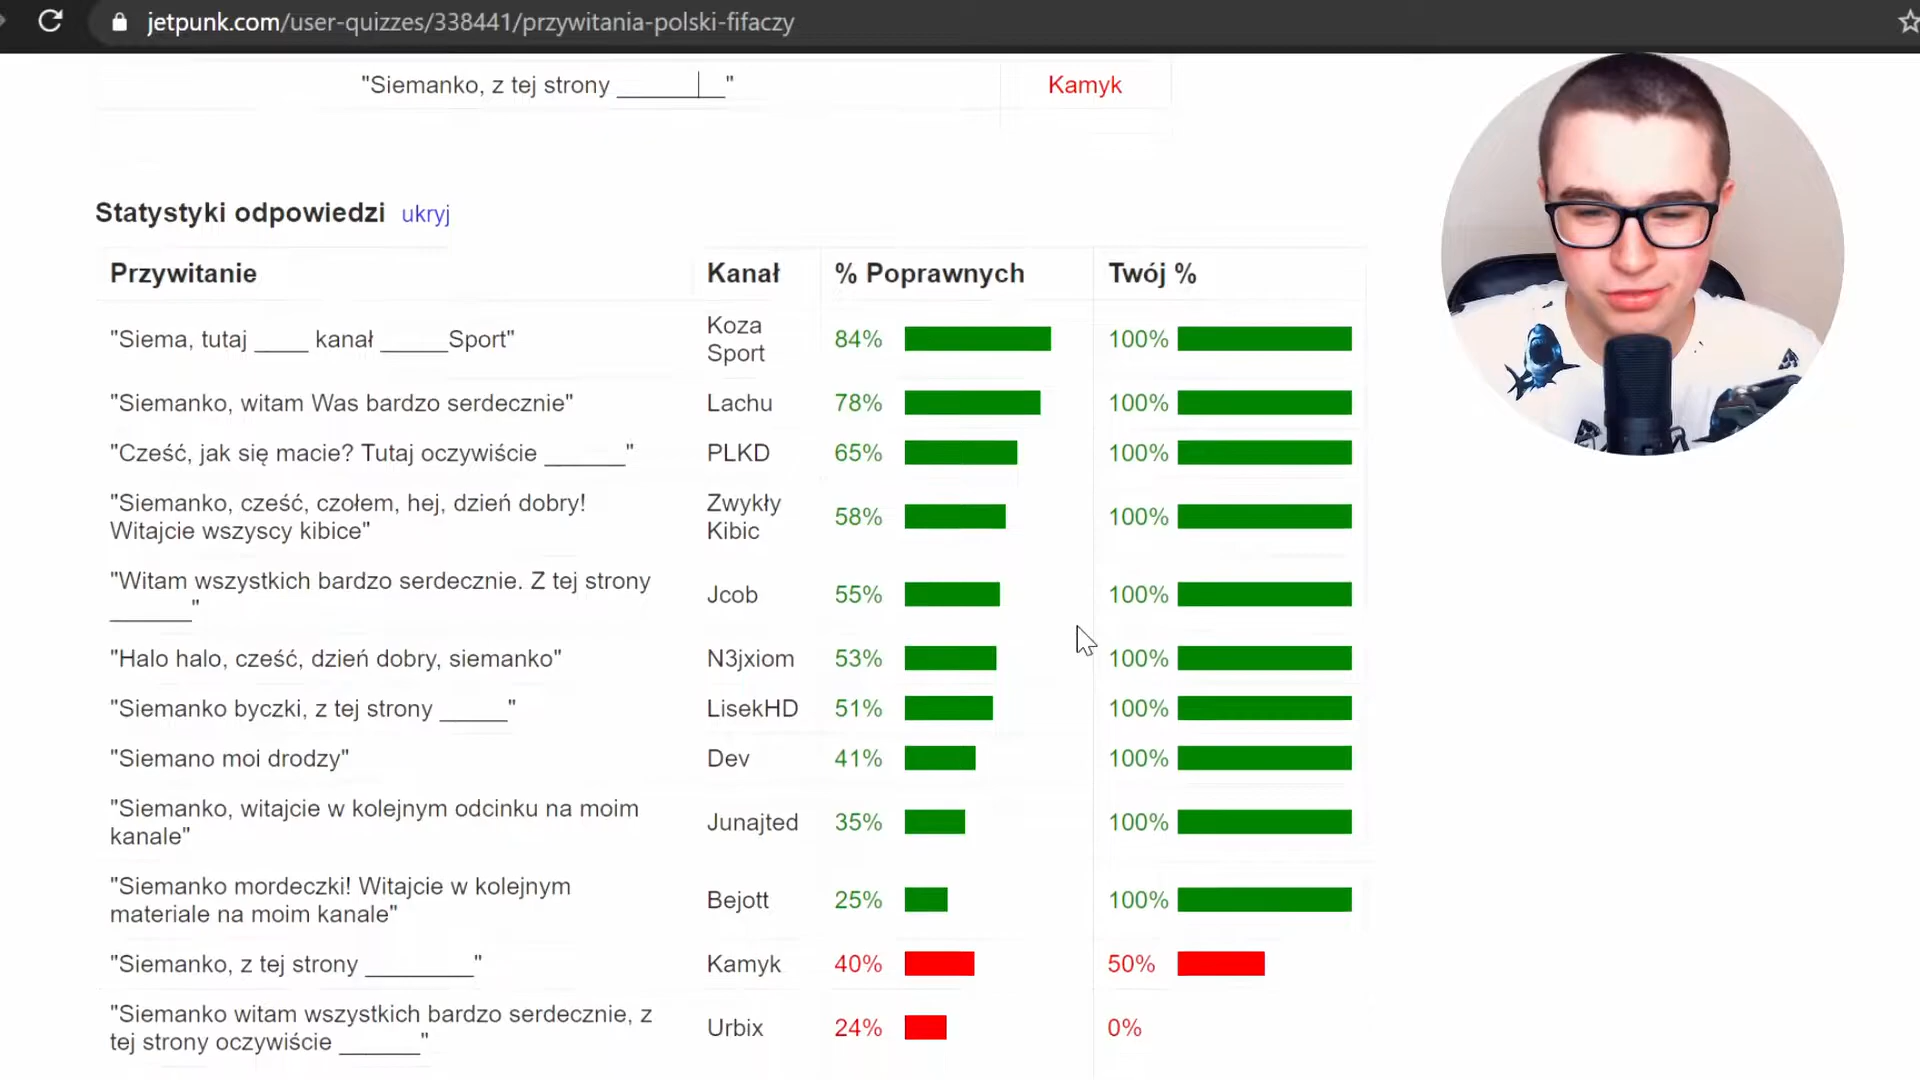 jetpunk.com/user-quizzes/338441/przywitania-polski-fifaczy
"Siemanko, z tej strony _________" Kamyk
Statystyki odpowiedzi ukryj
Przywitanie Kanał % Poprawnych Twój %
"Siema, tutaj ____ kanał _____Sport" Koza Sport 84% 100%
"Siemanko, witam Was bardzo serdecznie" Lachu 78% 100%
"Cześć, jak się macie? Tutaj oczywiście ______" PLKD 65% 100%
"Siemanko, cześć, czołem, hej, dzień dobry!
Witajcie wszyscy kibice" Zwykły Kibic 58% 100%
"Witam wszystkich bardzo serdecznie. Z tej strony
______" Jcob 55% 100%
"Halo halo, cześć, dzień dobry, siemanko" N3jxiom 53% 100%
"Siemanko byczki, z tej strony _____" LisekHD 51% 100%
"Siemano moi drodzy" Dev 41% 100%
"Siemanko, witajcie w kolejnym odcinku na moim
kanale" Junajted 35% 100%
"Siemanko mordeczki! Witajcie w kolejnym
materiale na moim kanale" Bejott 25% 100%
"Siemanko, z tej strony ________" Kamyk 40% 50%
"Siemanko witam wszystkich bardzo serdecznie, z
tej strony oczywiście ______" Urbix 24% 0%